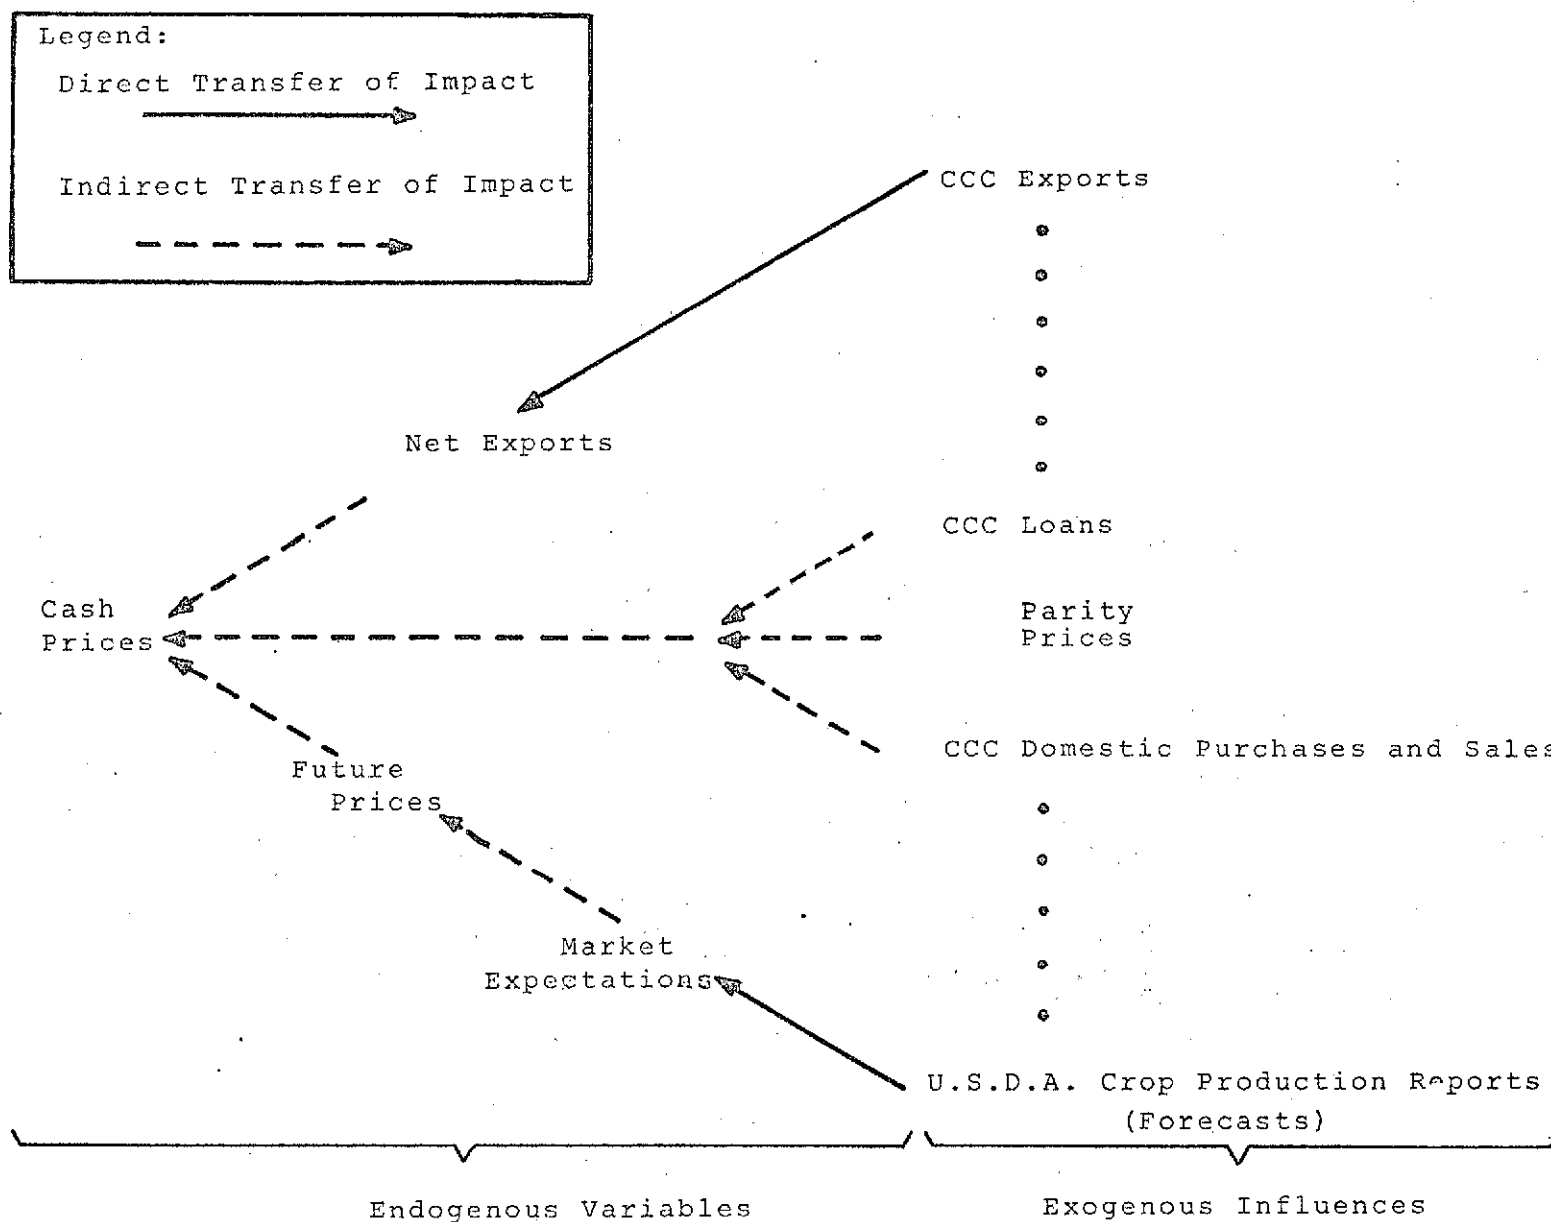 Legend:
Direct Transfer of Impact
Indirect Transfer of Impact
CCC Exports
Net Exports
CCC Loans
Cash
Prices
Parity
Prices
CCC Domestic Purchases and Sales
Future
Prices
Market
Expectations
U.S.D.A. Crop Production Reports
(Forecasts)
Endogenous Variables
Exogenous Influences